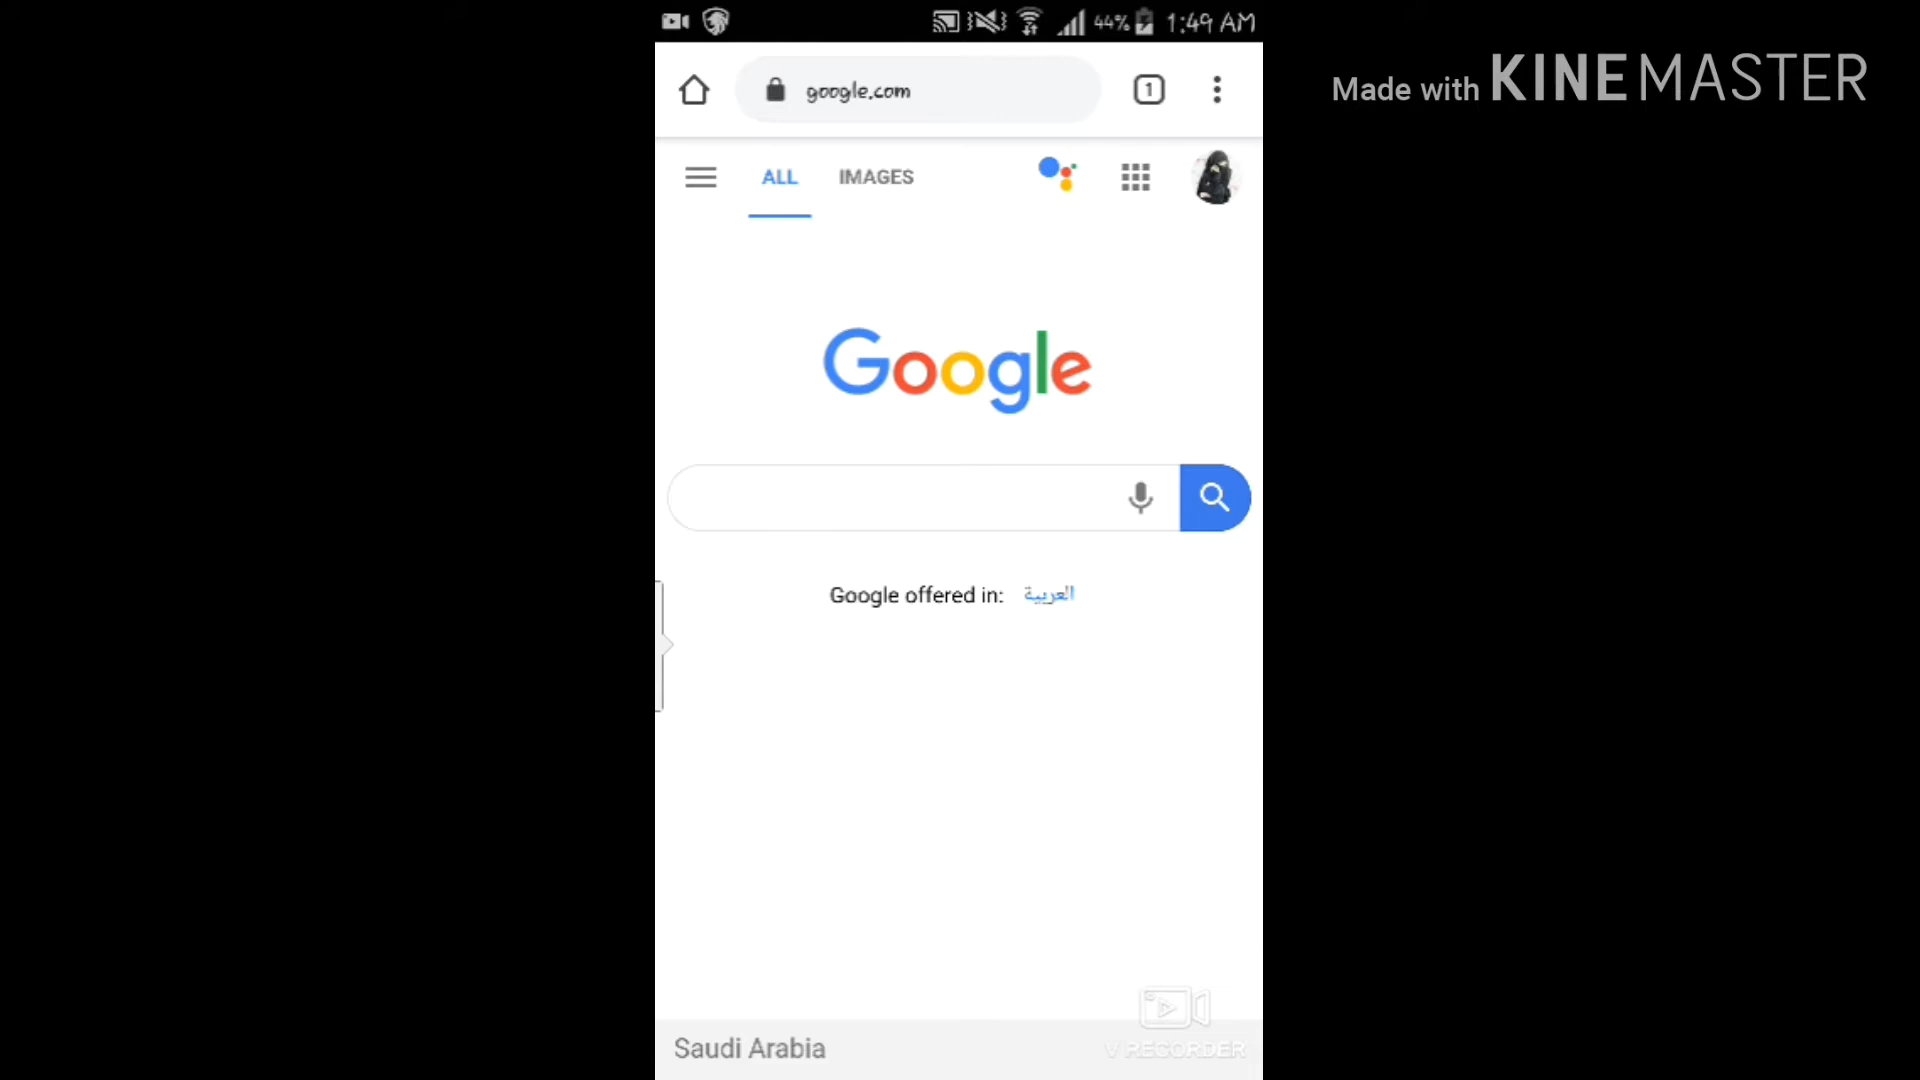 44% 1:49 AM
Made with KINEMASTER
google.com
1
ALL IMAGES
Google
Google offered in: العربية
Saudi Arabia
V RECORDER